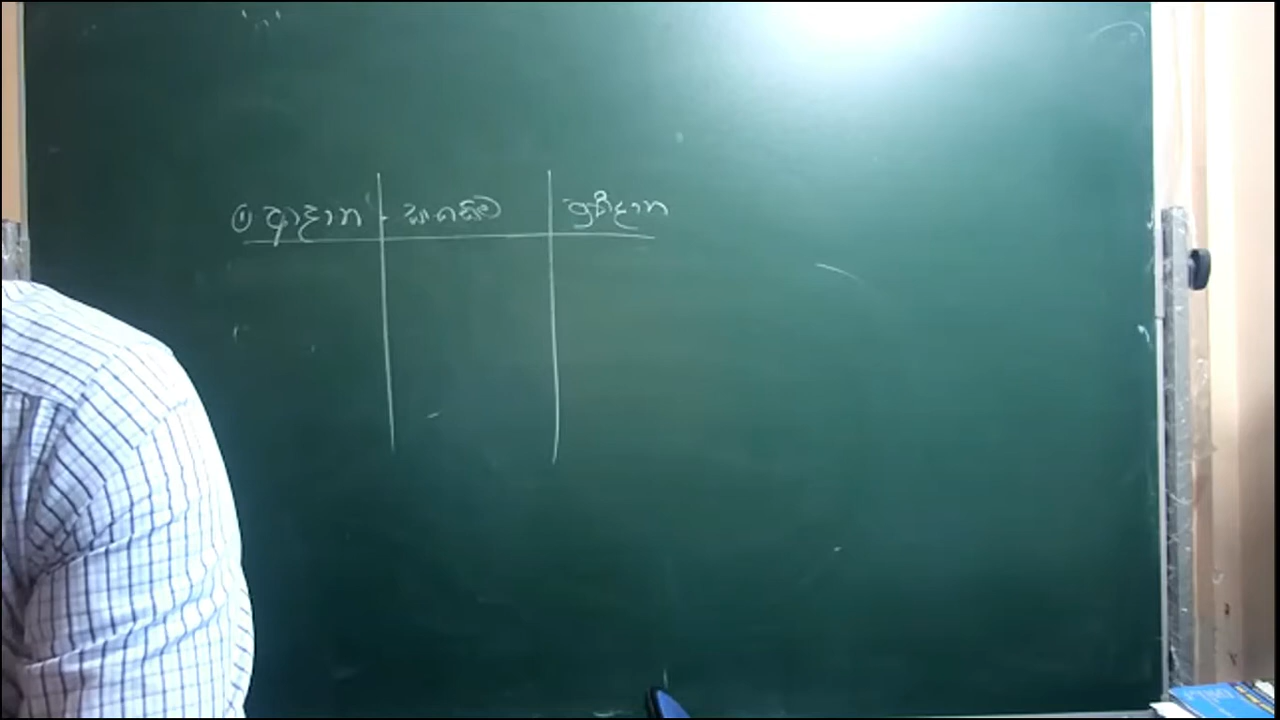 ① ආදාන සැකසුම ප්‍රතිදාන